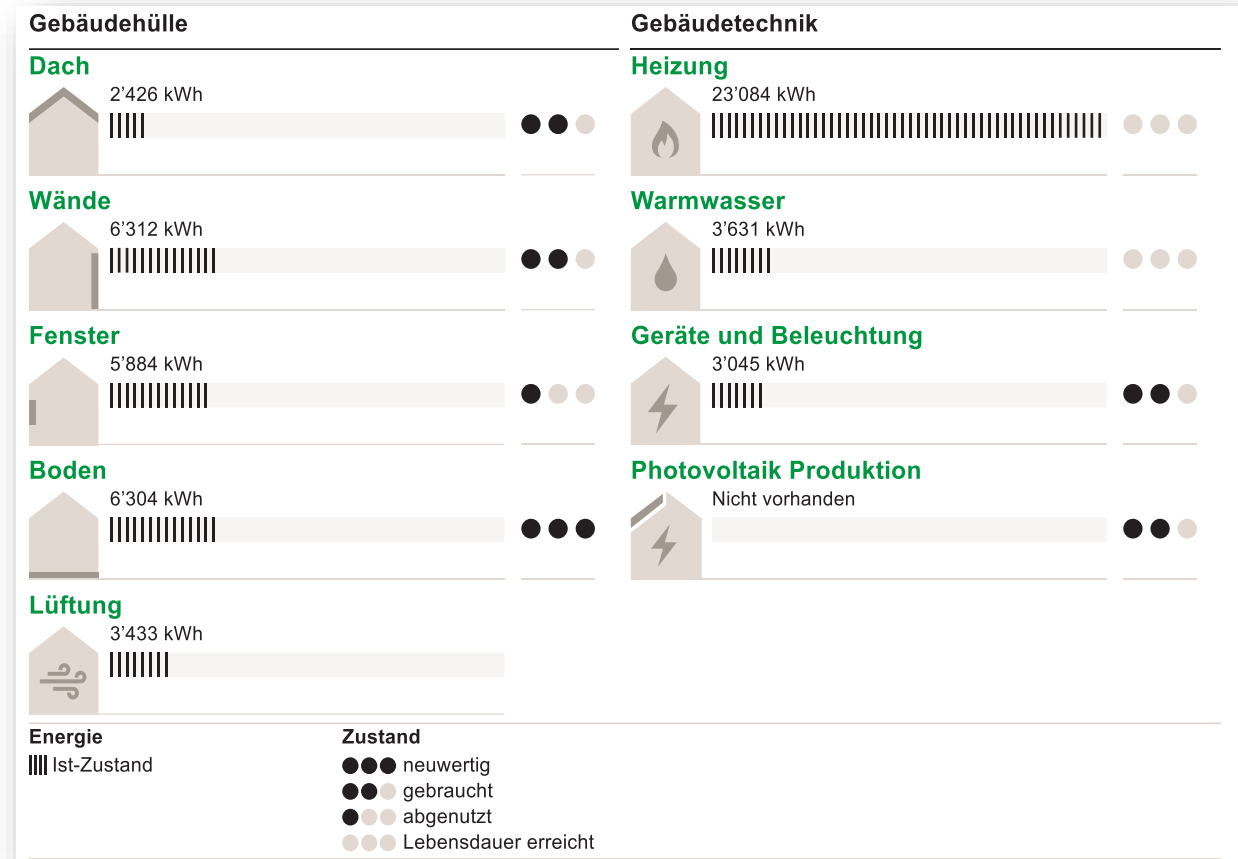 Gebäudehülle
Dach
2’426 kWh
Wände
6’312 kWh
Fenster
5’884 kWh
Boden
6’304 kWh
Lüftung
3’433 kWh
Gebäudetechnik
Heizung
23’084 kWh
Warmwasser
3’631 kWh
Geräte und Beleuchtung
3’045 kWh
Photovoltaik Produktion
Nicht vorhanden
Energie
Ist-Zustand
Zustand
neuwertig
gebraucht
abgenutzt
Lebensdauer erreicht